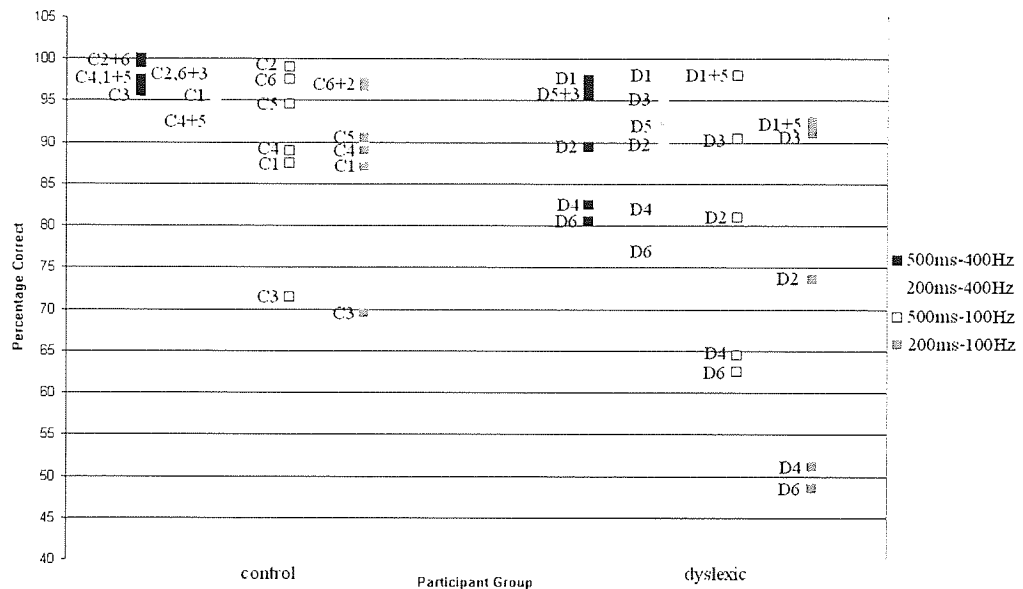 105
100
95
90
85
80
75
70
65
60
55
50
45
40
Percentage Correct
C2+6
C4,1+5
C3
C2,6+3
C1
C4+5
C2
C6
C5
C4
C1
C3
C6+2
C5
C4
C1
C3
D1
D5+3
D2
D4
D6
D1
D3
D5
D2
D4
D6
D1+5
D3
D2
D4
D6
D1+5
D3
D2
D4
D6
500ms-400Hz
200ms-400Hz
500ms-100Hz
200ms-100Hz
control
dyslexic
Participant Group